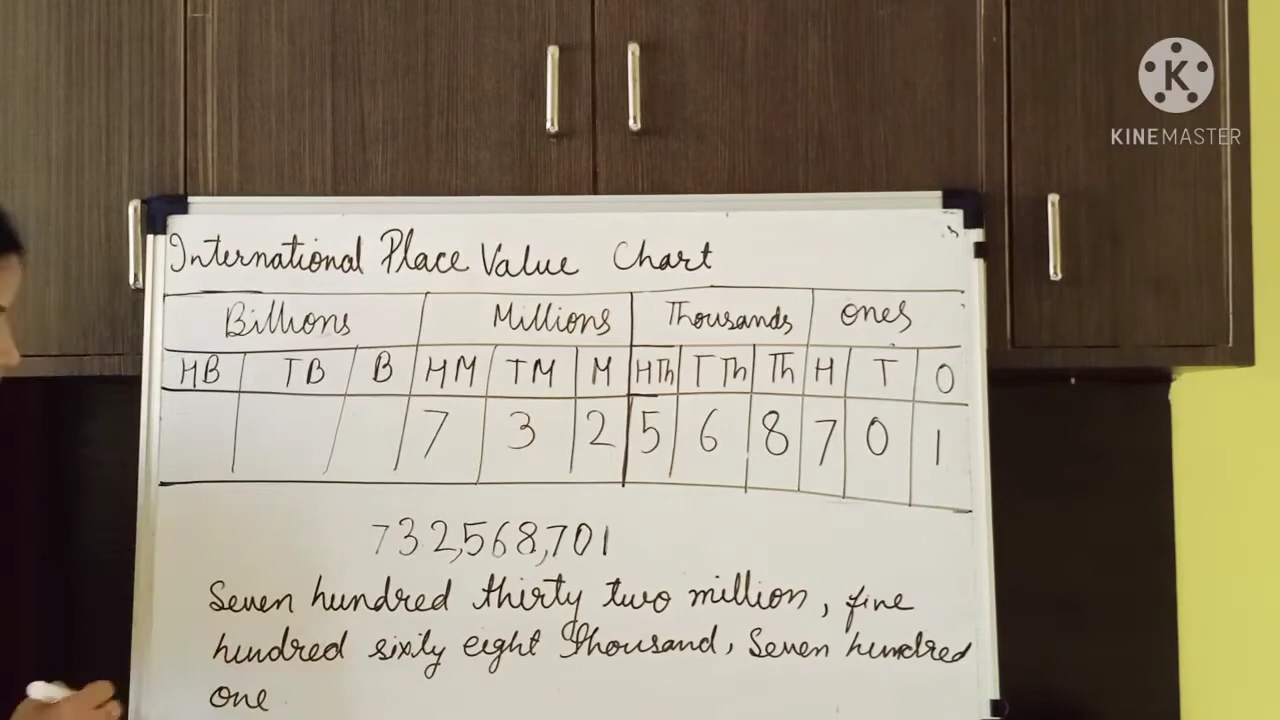 K
KINEMASTER
International Place Value Chart
Billions Millions Thousands Ones
HB TB B HM TM M HTh TTh Th H T O
7 3 2 5 6 8 7 0 1
732,568,701
Seven hundred thirty two million, five
hundred sixty eight Thousand, Seven hundred
one